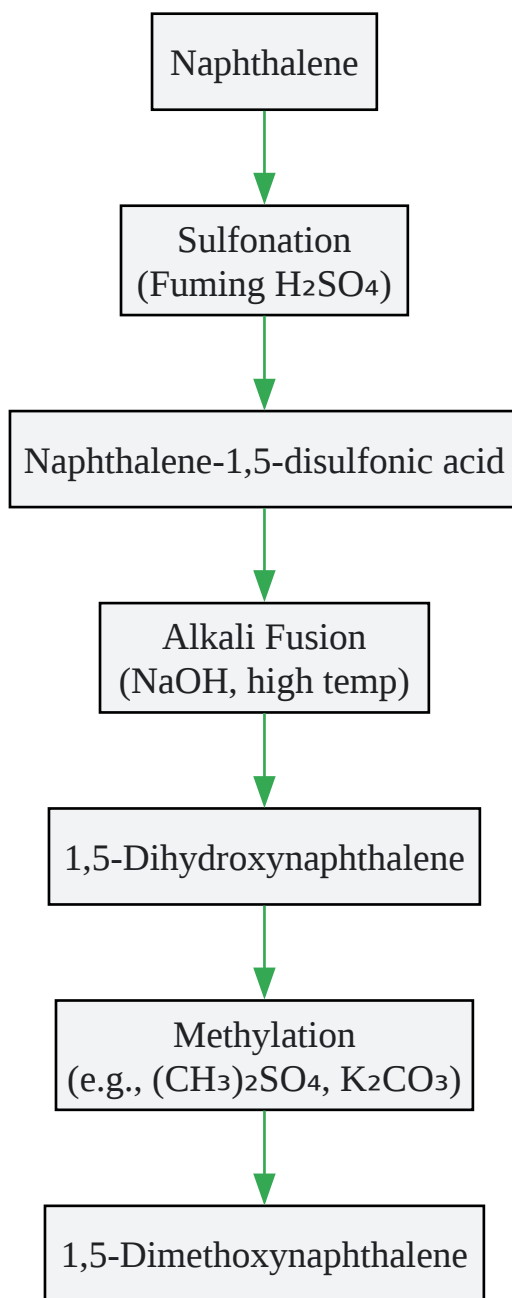 Naphthalene
Sulfonation
(Fuming H₂SO₄)
Naphthalene-1,5-disulfonic acid
Alkali Fusion
(NaOH, high temp)
1,5-Dihydroxynaphthalene
Methylation
(e.g., (CH₃)₂SO₄, K₂CO₃)
1,5-Dimethoxynaphthalene